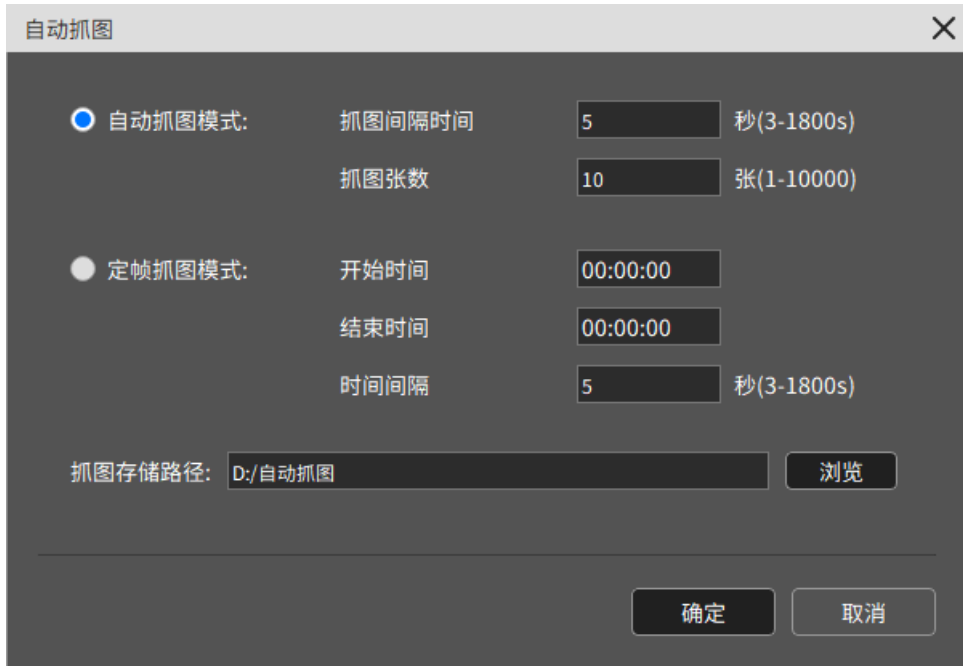 自动抓图
自动抓图模式: 抓图间隔时间 5 秒(3-1800s)
抓图张数 10 张(1-10000)
定帧抓图模式: 开始时间 00:00:00
结束时间 00:00:00
时间间隔 5 秒(3-1800s)
抓图存储路径: D:/自动抓图 浏览
确定 取消